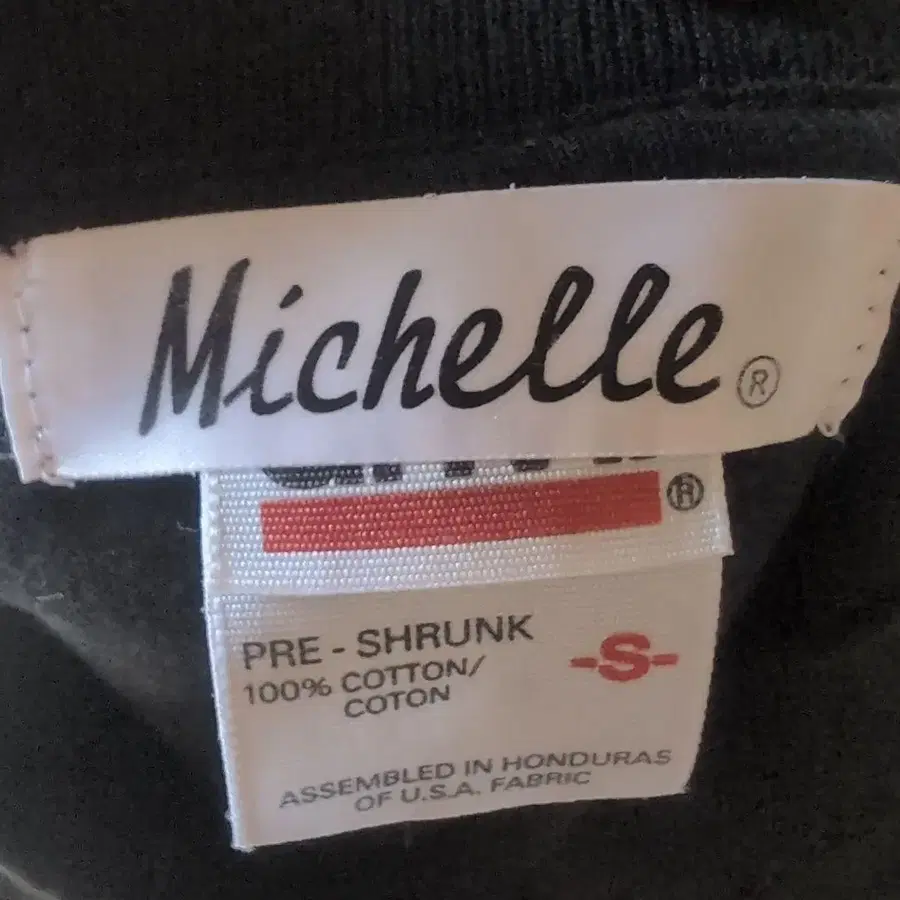 Michelle ®
®
PRE - SHRUNK
100% COTTON/
COTON
-S-
ASSEMBLED IN HONDURAS
OF U.S.A. FABRIC